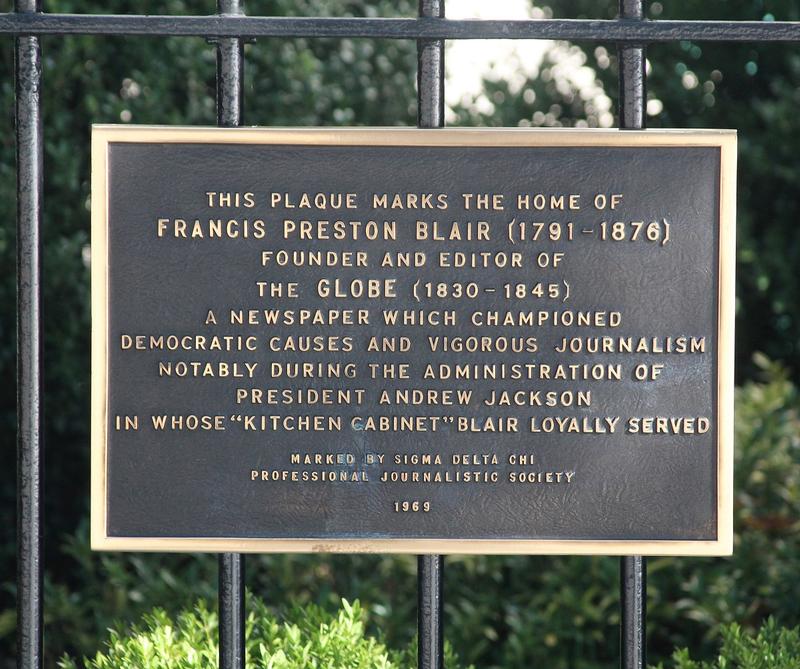 THIS PLAQUE MARKS THE HOME OF
FRANCIS PRESTON BLAIR (1791-1876)
FOUNDER AND EDITOR OF
THE GLOBE (1830-1845)
A NEWSPAPER WHICH CHAMPIONED
DEMOCRATIC CAUSES AND VIGOROUS JOURNALISM
NOTABLY DURING THE ADMINISTRATION OF
PRESIDENT ANDREW JACKSON
IN WHOSE "KITCHEN CABINET" BLAIR LOYALLY SERVED
MARKED BY SIGMA DELTA CHI
PROFESSIONAL JOURNALISTIC SOCIETY
1969